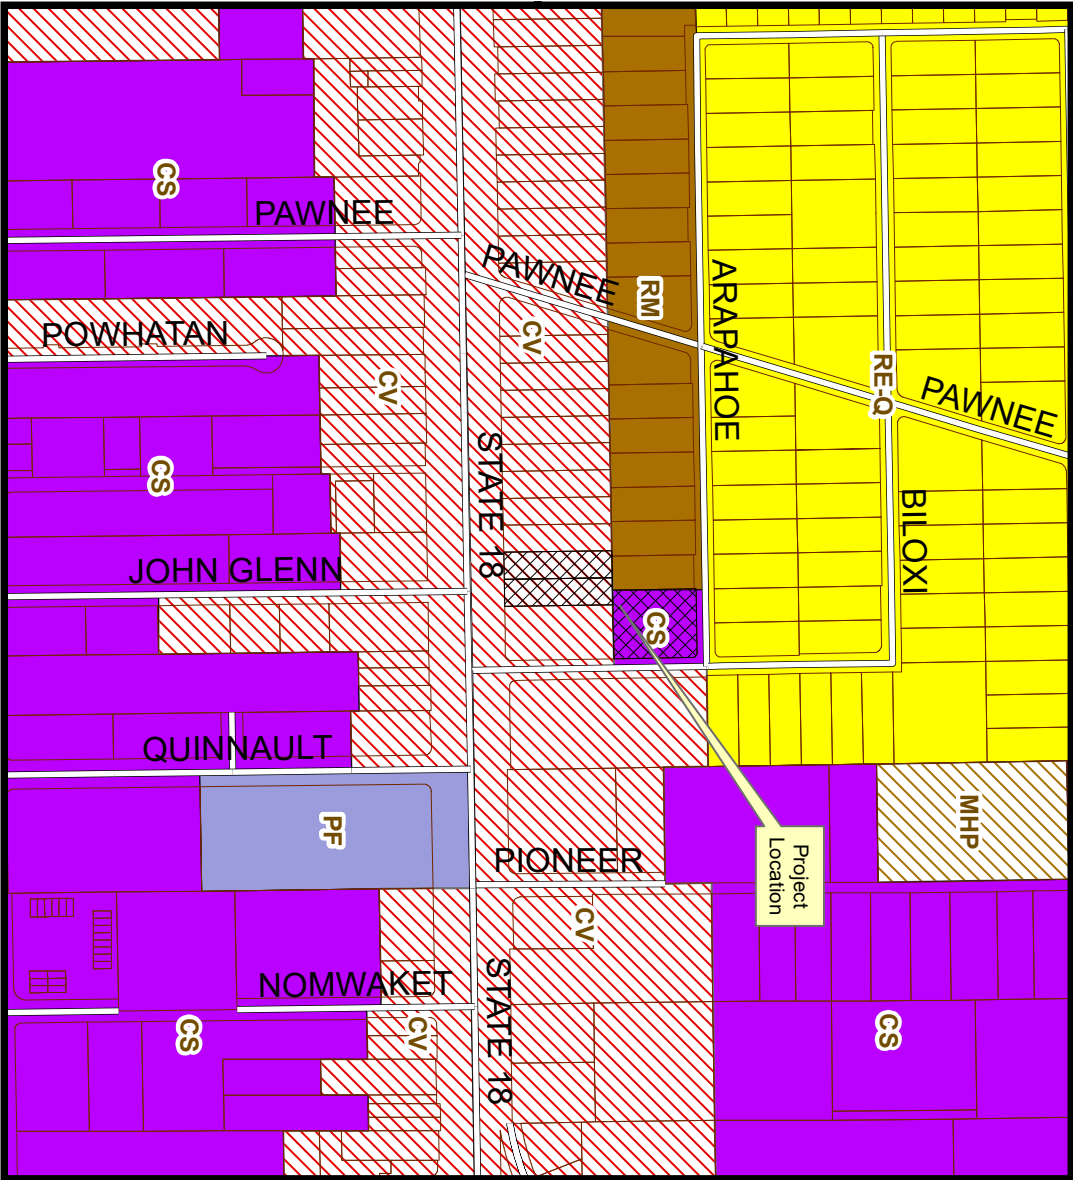 CS
PAWNEE
PAWNEE
RM
ARAPAHOE
POWHATAN
CV
CV
RE-Q
PAWNEE
STATE 18
CS
BILOXI
JOHN GLENN
CS
QUINNAULT
PF
MHP
Project
Location
PIONEER
CV
NOMWAKET
STATE 18
CS
CV
CS